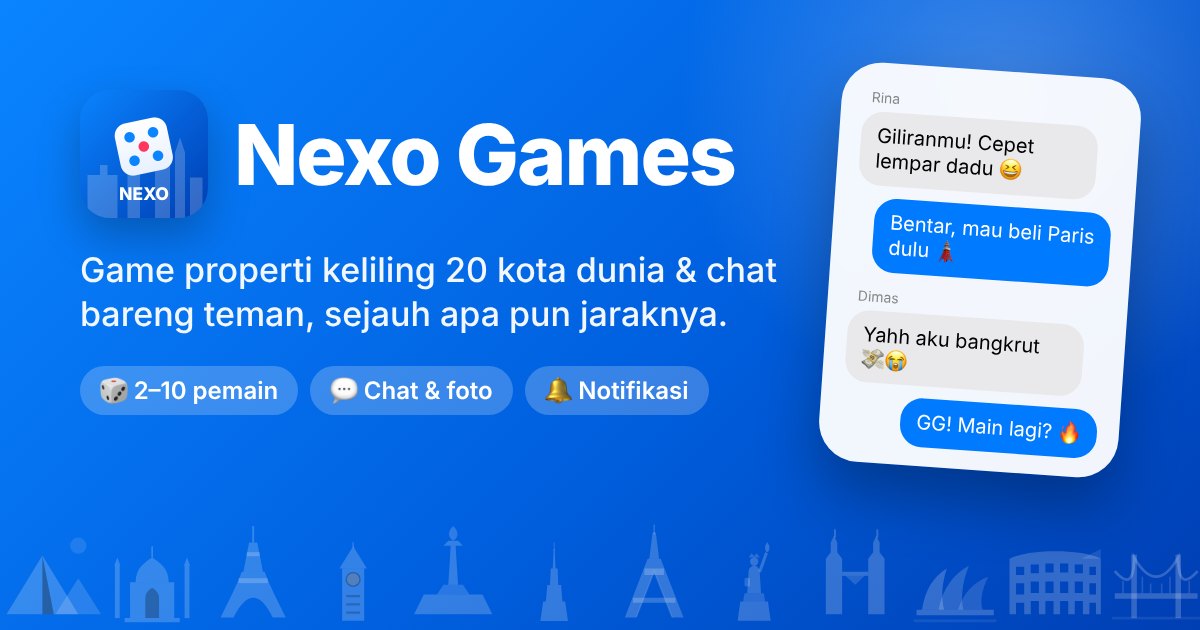 NEXO
Nexo Games
Game properti keliling 20 kota dunia & chat
bareng teman, sejauh apa pun jaraknya.
🎲 2–10 pemain
💬 Chat & foto
🔔 Notifikasi
Rina
Giliranmu! Cepet
lempar dadu 😆
Bentar, mau beli Paris
dulu 🗼
Dimas
Yahh aku bangkrut
💸😭
GG! Main lagi? 🔥